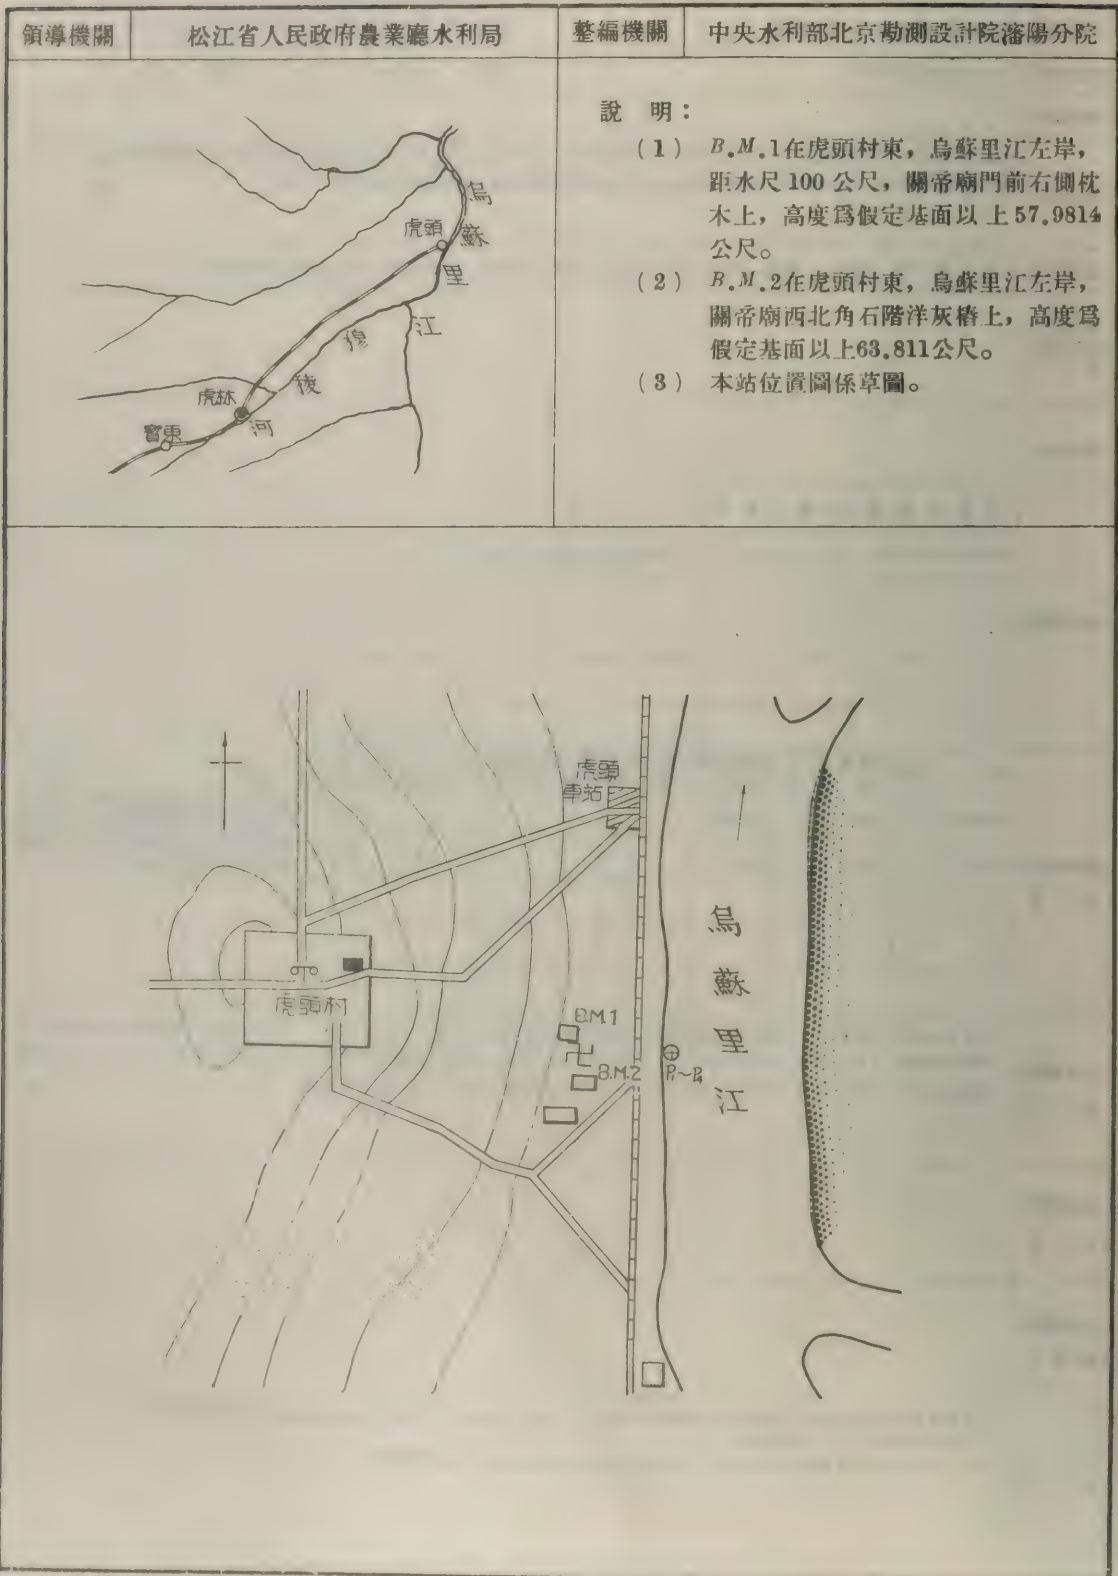 領導機關 松江省人民政府農業廳水利局 整編機關 中央水利部北京勘測設計院瀋陽分院
說 明：
(1) B.M.1在虎頭村東，烏蘇里江左岸，
距水尺100公尺，關帝廟門前右側枕
木上，高度爲假定基面以上57.9814
公尺。
(2) B.M.2在虎頭村東，烏蘇里江左岸，
關帝廟西北角石階洋灰樁上，高度爲
假定基面以上63.811公尺。
(3) 本站位置圖係草圖。
烏蘇里江
虎頭
穆稜河
虎林
寶東
虎頭
車站
烏蘇里江
虎頭村
B.M.1
B.M.2
P₁~P₄